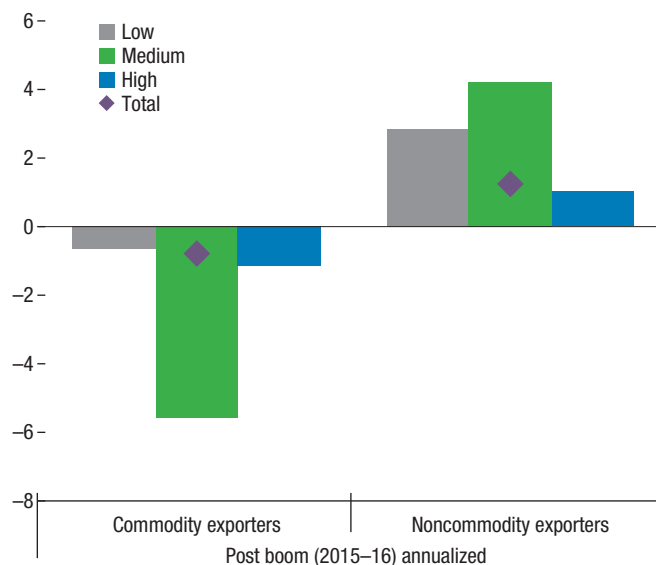 6
4
2
0
–2
–4
–6
–8
Low
Medium
High
Total
Commodity exporters
Noncommodity exporters
Post boom (2015–16) annualized